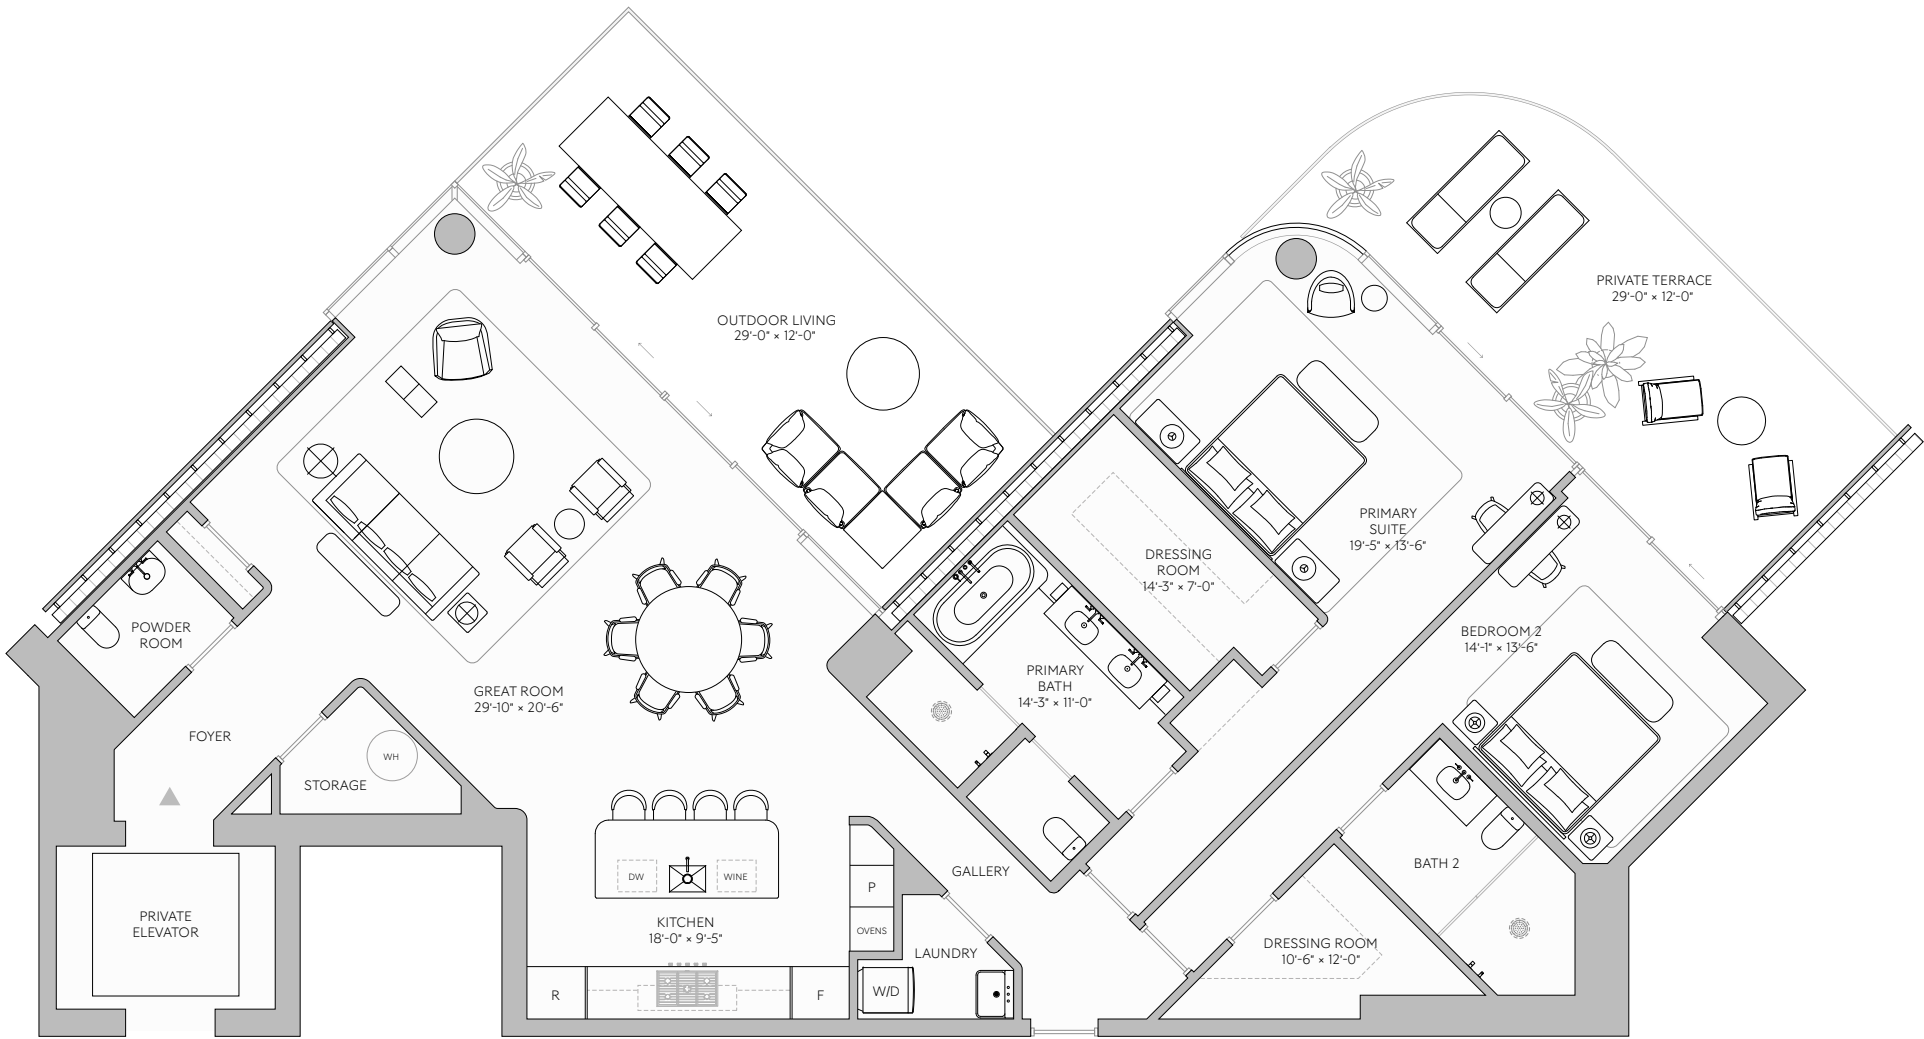 OUTDOOR LIVING
29'-0" × 12'-0"
PRIVATE TERRACE
29'-0" × 12'-0"
PRIMARY
SUITE
19'-5" × 13'-6"
DRESSING
ROOM
14'-3" × 7'-0"
POWDER
ROOM
BEDROOM 2
14'-1" × 13'-6"
PRIMARY
BATH
14'-3" × 11'-0"
GREAT ROOM
29'-10" × 20'-6"
FOYER
WH
STORAGE
GALLERY
BATH 2
DW
WINE
P
KITCHEN
18'-0" × 9'-5"
OVENS
PRIVATE
ELEVATOR
LAUNDRY
DRESSING ROOM
10'-6" × 12'-0"
R
F
W/D